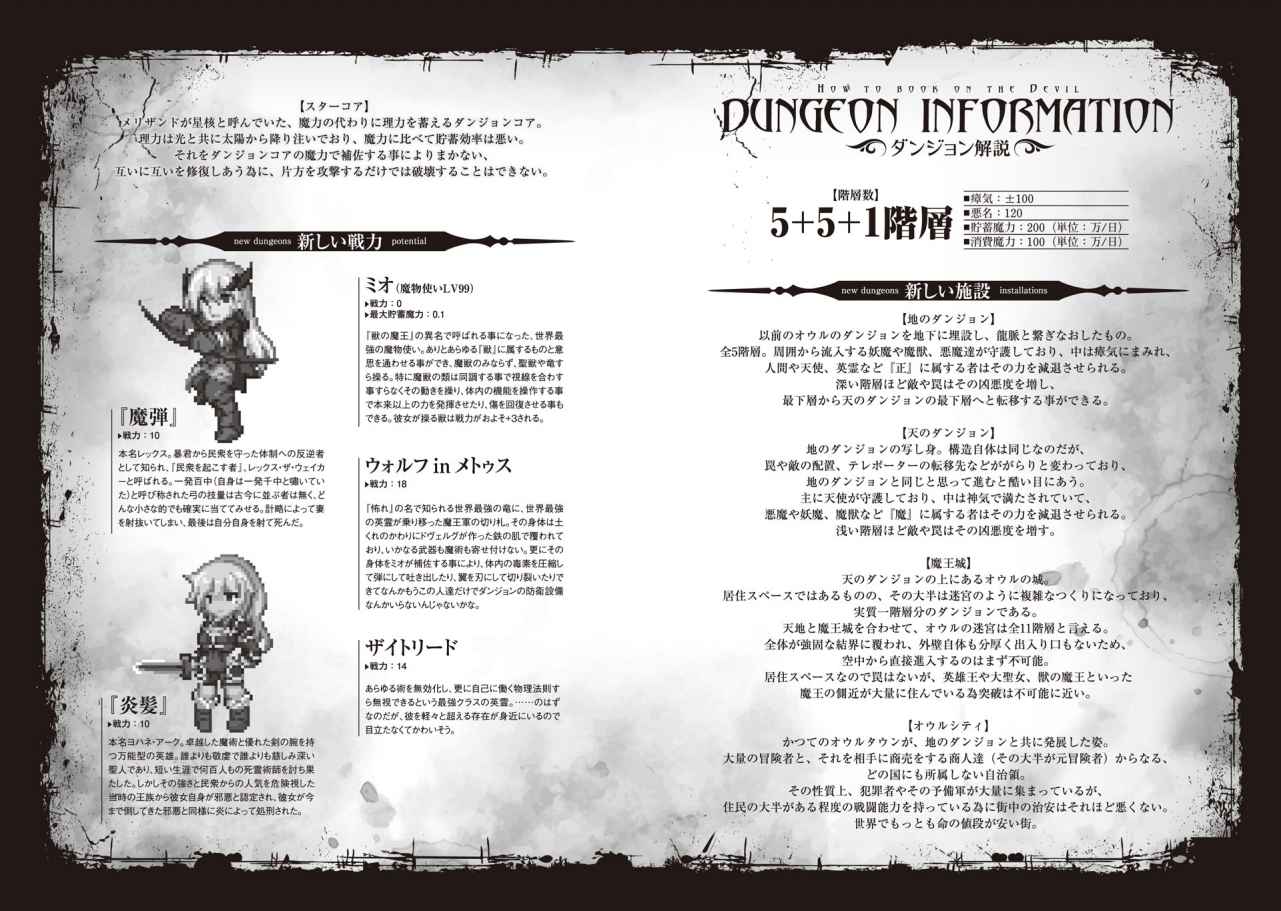 HOW TO BOOK ON THE DEVIL
DUNGEON INFORMATION
ダンジョン解説
【階層数】
5+5+1階層
■瘴気：±100
■悪名：120
■貯蓄魔力：200（単位：万/日）
■消費魔力：100（単位：万/日）
new dungeons 新しい施設 installations
【地のダンジョン】
以前のオウルのダンジョンを地下に埋設し、龍脈と繋ぎなおしたもの。
全5階層。周囲から流入する妖魔や魔獣、悪魔達が守護しており、中は瘴気にまみれ、
人間や天使、英霊など『正』に属する者はその力を減退させられる。
深い階層ほど敵や罠はその凶悪度を増し、
最下層から天のダンジョンの最下層へと転移する事ができる。
【天のダンジョン】
地のダンジョンの写し身。構造自体は同じなのだが、
罠や敵の配置、テレポーターの転移先などががらりと変わっており、
地のダンジョンと同じと思って進むと酷い目にあう。
主に天使が守護しており、中は神気で満たされていて、
悪魔や妖魔、魔獣など『魔』に属する者はその力を減退させられる。
浅い階層ほど敵や罠はその凶悪度を増す。
【魔王城】
天のダンジョンの上にあるオウルの城。
居住スペースではあるものの、その大半は迷宮のように複雑なつくりになっており、
実質一階層分のダンジョンである。
天地と魔王城を合わせて、オウルの迷宮は全11階層と言える。
全体が強固な結界に覆われ、外壁自体も分厚く出入り口もないため、
空中から直接進入するのはまず不可能。
居住スペースなので罠はないが、英雄王や大聖女、獣の魔王といった
魔王の側近が大量に住んでいる為突破は不可能に近い。
【オウルシティ】
かつてのオウルタウンが、地のダンジョンと共に発展した姿。
大量の冒険者と、それを相手に商売をする商人達（その大半が元冒険者）からなる、
どの国にも所属しない自治領。
その性質上、犯罪者やその予備軍が大量に集まっているが、
住民の大半がある程度の戦闘能力を持っている為に街中の治安はそれほど悪くない。
世界でもっとも命の値段が安い街。
【スターコア】
メリザンドが星核と呼んでいた、魔力の代わりに理力を蓄えるダンジョンコア。
理力は光と共に太陽から降り注いでおり、魔力に比べて貯蓄効率は悪い。
それをダンジョンコアの魔力で補佐する事によりまかない、
互いに互いを修復しあう為に、片方を攻撃するだけでは破壊することはできない。
new dungeons 新しい戦力 potential
『魔弾』
▶戦力：10
本名レックス。暴君から民衆を守った体制への反逆者
として知られ、『民衆を起こす者』、レックス・ザ・ウェイカ
ーと呼ばれる。一発百中（自身は一発千中と嘯いてい
た）と呼び称された弓の技量は古今に並ぶ者は無く、ど
んな小さな的でも確実に当ててみせる。計略によって妻
を射抜いてしまい、最後は自分自身を射て死んだ。
『炎髪』
▶戦力：10
本名ヨハネ・アーク。卓越した魔術と優れた剣の腕を持
つ万能型の英雄。誰よりも敬虔で誰よりも慈しみ深い
聖人であり、短い生涯で何百人もの死霊術師を討ち果
たした。しかしその強さと民衆からの人気を危険視した
当時の王族から彼女自身が邪悪と認定され、彼女が今
まで倒してきた邪悪と同様に炎によって処刑された。
ミオ（魔物使いLV99）
▶戦力：0
▶最大貯蓄魔力：0.1
『獣の魔王』の異名で呼ばれる事になった、世界最
強の魔物使い。ありとあらゆる『獣』に属するものと意
思を通わせる事ができ、魔獣のみならず、聖獣や竜す
ら操る。特に魔獣の類は同調する事で視線を合わす
事すらなくその動きを操り、体内の機能を操作する事
で本来以上の力を発揮させたり、傷を回復させる事も
できる。彼女が操る獣は戦力がおよそ+3される。
ウォルフ in メトゥス
▶戦力：18
『怖れ』の名で知られる世界最強の竜に、世界最強
の英霊が乗り移った魔王軍の切り札。その身体は土
くれのかわりにドヴェルグが作った鉄の肌で覆われて
おり、いかなる武器も魔術も寄せ付けない。更にその
身体をミオが補佐する事により、体内の毒素を圧縮し
て弾にして吐き出したり、翼を刃にして切り裂いたりで
きてなんかもうこの人達だけでダンジョンの防衛設備
なんかいらないんじゃないかな。
ザイトリード
▶戦力：14
あらゆる術を無効化し、更に自己に働く物理法則す
ら無視できるという最強クラスの英霊。……のはず
なのだが、彼を軽々と超える存在が身近にいるので
目立たなくてかわいそう。